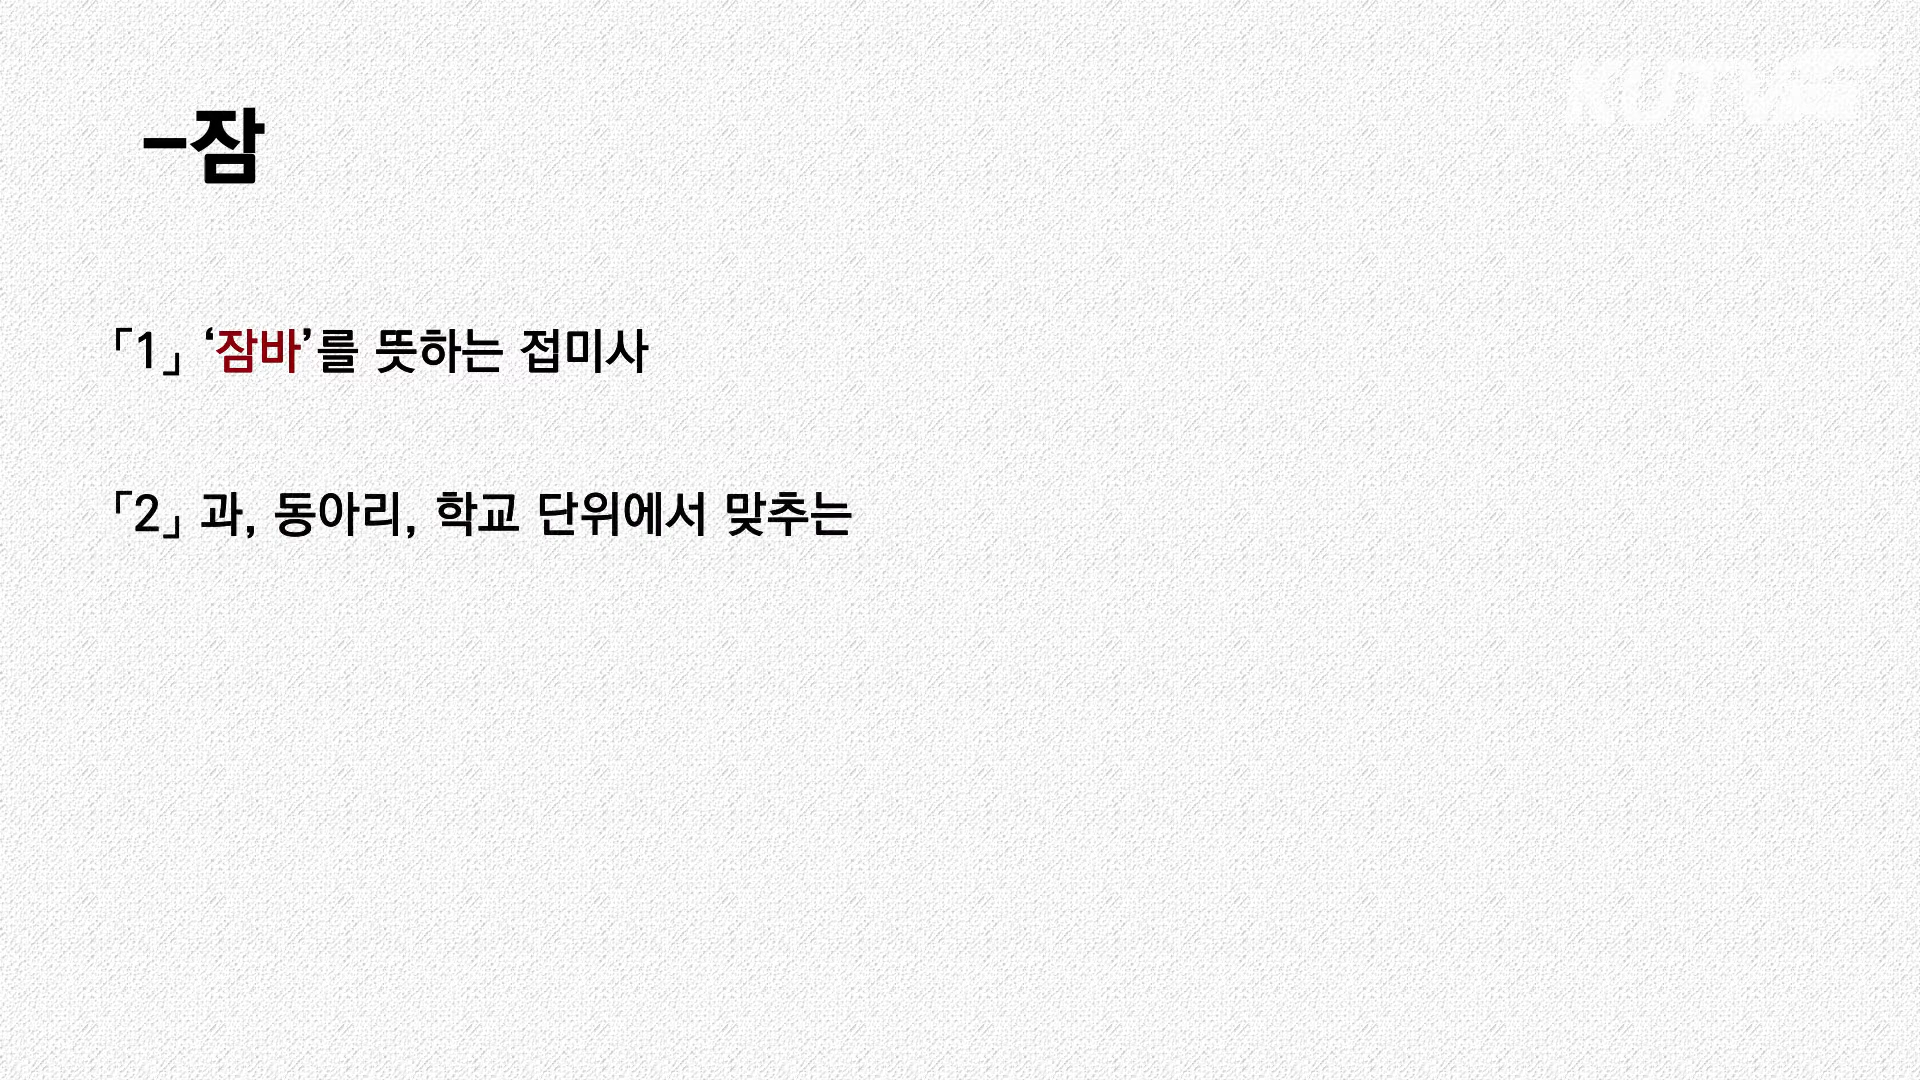 KUTV
-잠
「1」 ‘잠바’를 뜻하는 접미사
「2」 과, 동아리, 학교 단위에서 맞추는